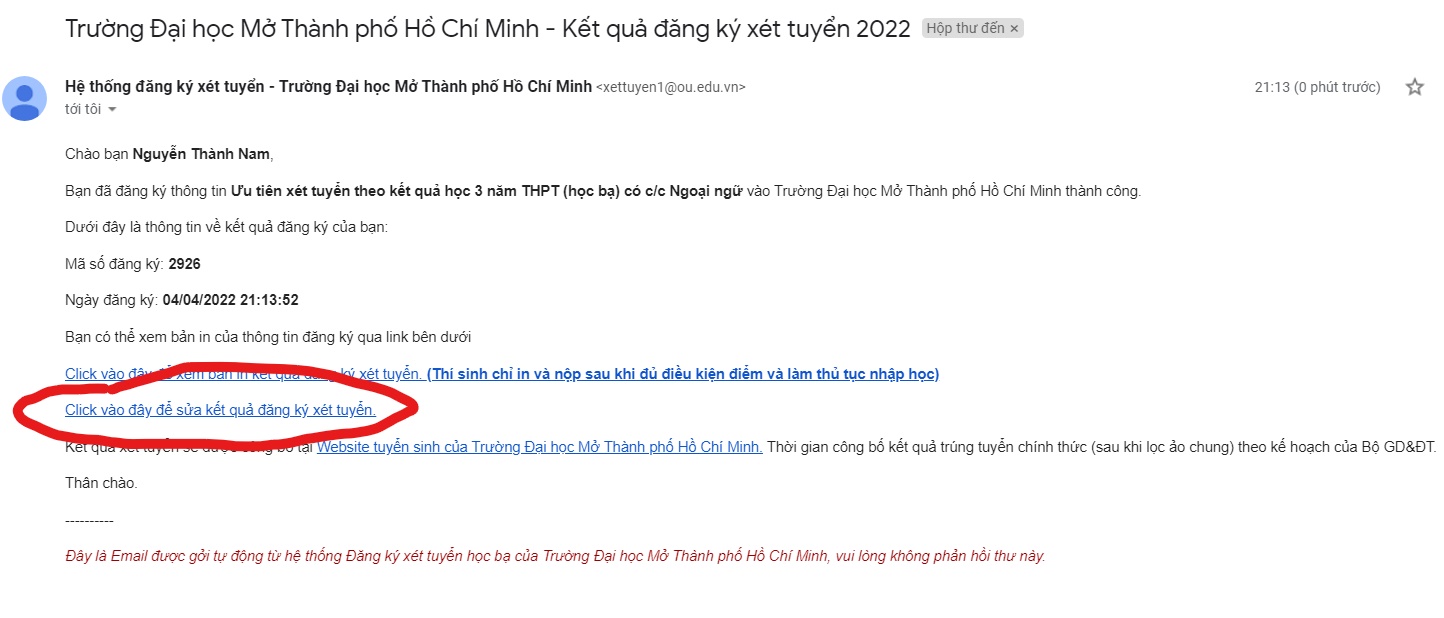 Trường Đại học Mở Thành phố Hồ Chí Minh - Kết quả đăng ký xét tuyển 2022 Hộp thư đến ×
Hệ thống đăng ký xét tuyển - Trường Đại học Mở Thành phố Hồ Chí Minh <xettuyen1@ou.edu.vn> 21:13 (0 phút trước)
tới tôi
Chào bạn Nguyễn Thành Nam,
Bạn đã đăng ký thông tin Ưu tiên xét tuyển theo kết quả học 3 năm THPT (học bạ) có c/c Ngoại ngữ vào Trường Đại học Mở Thành phố Hồ Chí Minh thành công.
Dưới đây là thông tin về kết quả đăng ký của bạn:
Mã số đăng ký: 2926
Ngày đăng ký: 04/04/2022 21:13:52
Bạn có thể xem bản in của thông tin đăng ký qua link bên dưới
Click vào đây để xem bản in kết quả đăng ký xét tuyển. (Thí sinh chỉ in và nộp sau khi đủ điều kiện điểm và làm thủ tục nhập học)
Click vào đây để sửa kết quả đăng ký xét tuyển.
Kết quả xét tuyển sẽ được công bố tại Website tuyển sinh của Trường Đại học Mở Thành phố Hồ Chí Minh. Thời gian công bố kết quả trúng tuyển chính thức (sau khi lọc ảo chung) theo kế hoạch của Bộ GD&ĐT.
Thân chào.
----------
Đây là Email được gởi tự động từ hệ thống Đăng ký xét tuyển học bạ của Trường Đại học Mở Thành phố Hồ Chí Minh, vui lòng không phản hồi thư này.